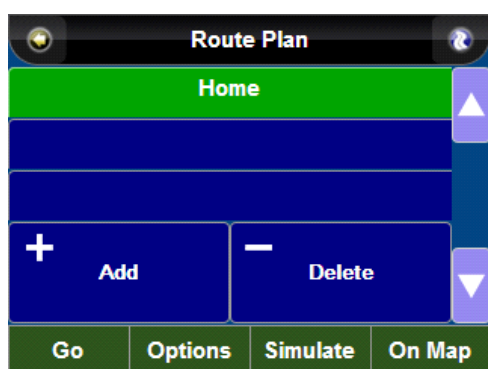 Route Plan
Home
+ Add
− Delete
Go Options Simulate On Map